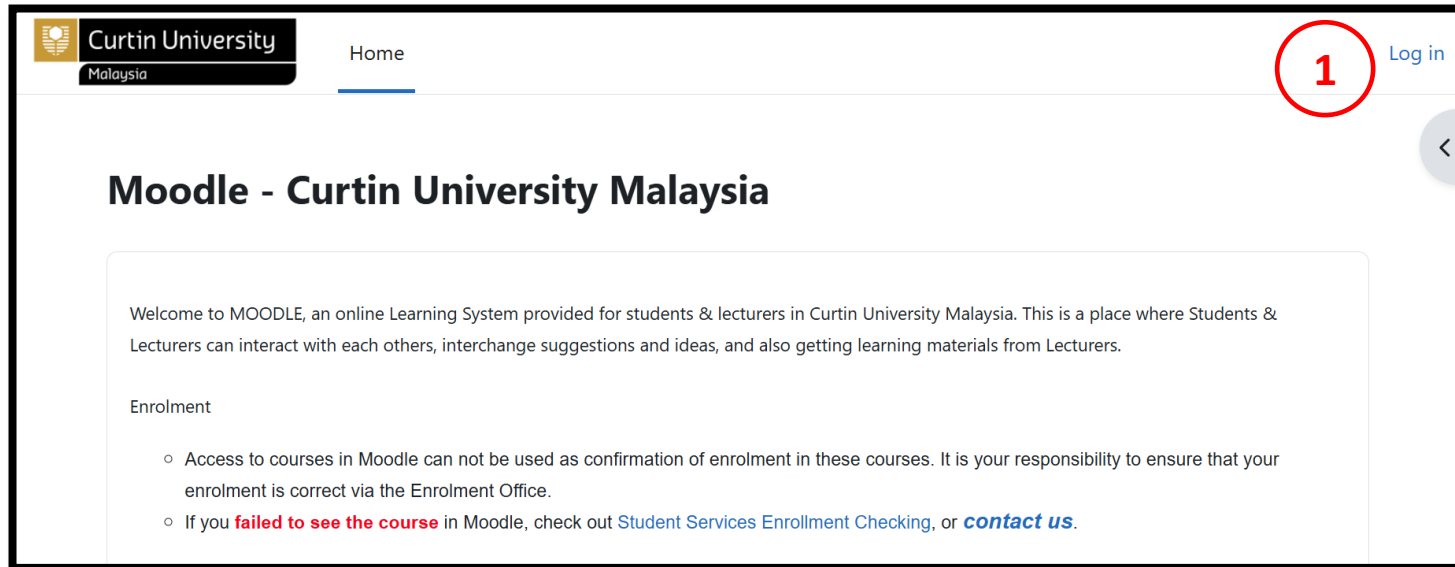 Curtin University
Malaysia
Home
1
Log in
Moodle - Curtin University Malaysia
Welcome to MOODLE, an online Learning System provided for students & lecturers in Curtin University Malaysia. This is a place where Students &
Lecturers can interact with each others, interchange suggestions and ideas, and also getting learning materials from Lecturers.
Enrolment
Access to courses in Moodle can not be used as confirmation of enrolment in these courses. It is your responsibility to ensure that your
enrolment is correct via the Enrolment Office.
If you failed to see the course in Moodle, check out Student Services Enrollment Checking, or contact us.